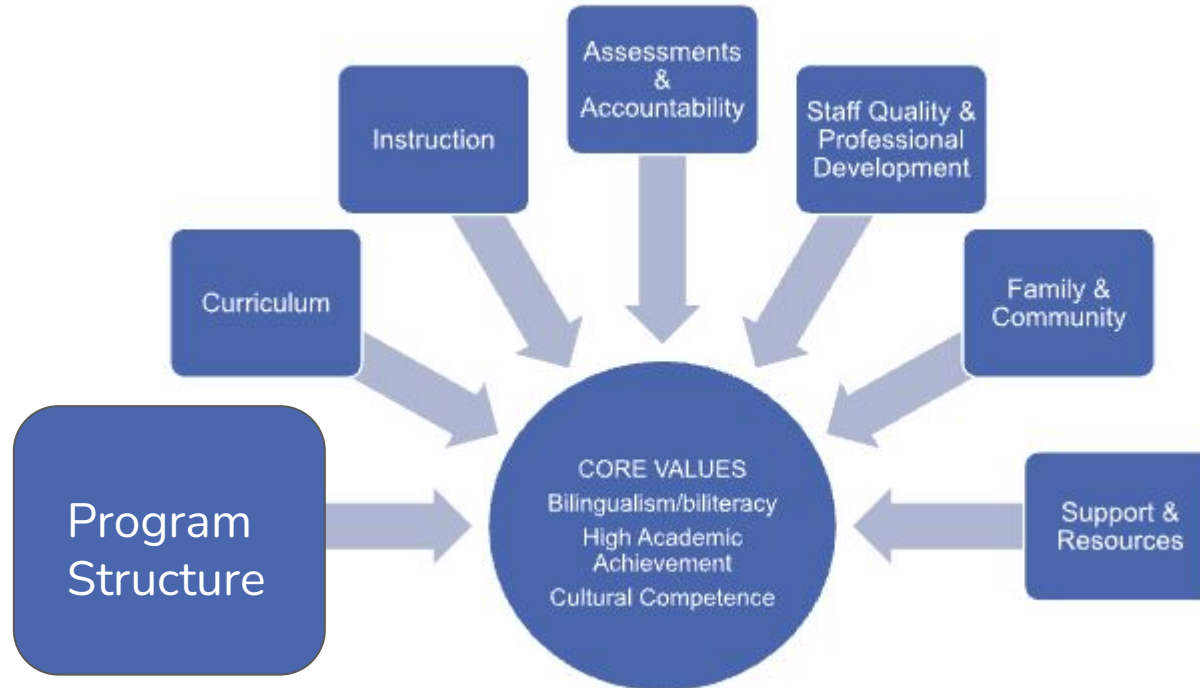 Assessments
&
Accountability
Instruction
Staff Quality &
Professional
Development
Curriculum
Family &
Community
Program
Structure
CORE VALUES
Bilingualism/biliteracy
High Academic
Achievement
Cultural Competence
Support &
Resources